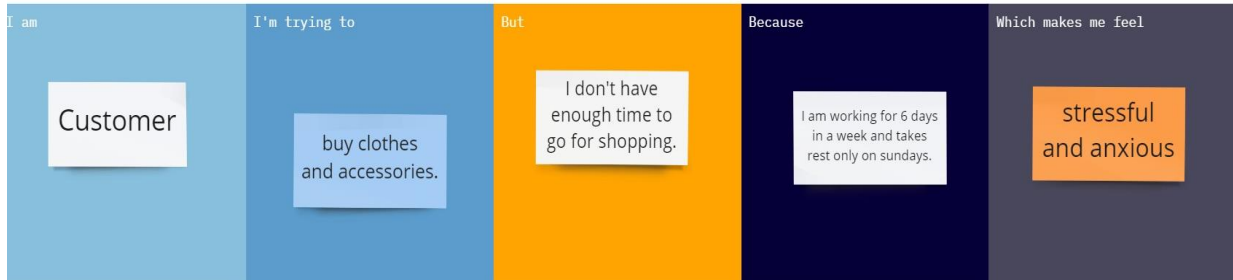 I am
Customer
I'm trying to
buy clothes
and accessories.
But
I don't have
enough time to
go for shopping.
Because
I am working for 6 days
in a week and takes
rest only on sundays.
Which makes me feel
stressful
and anxious